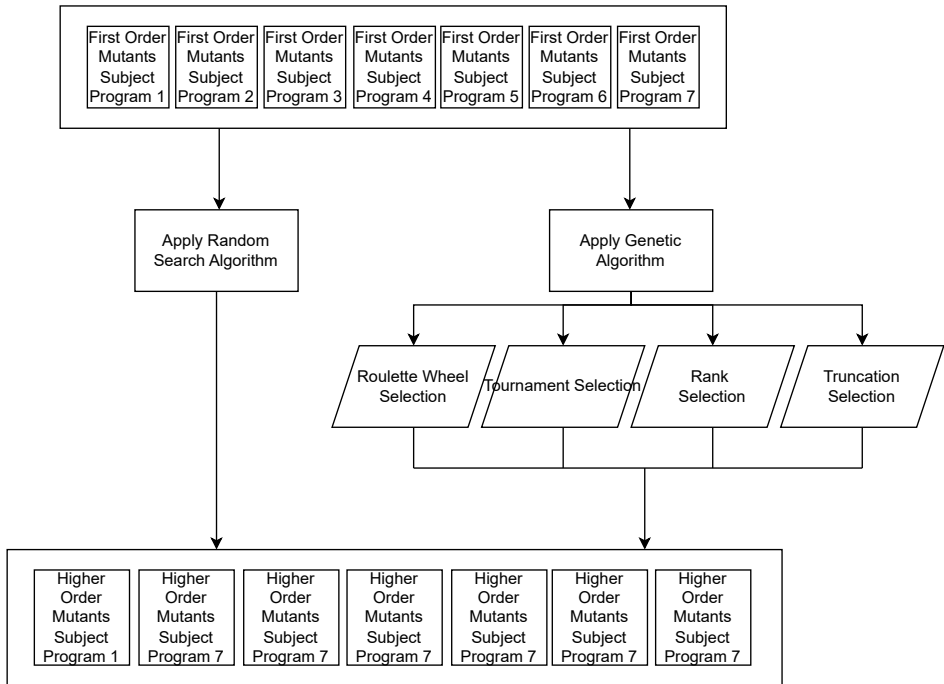 First Order
Mutants
Subject
Program 1
First Order
Mutants
Subject
Program 2
First Order
Mutants
Subject
Program 3
First Order
Mutants
Subject
Program 4
First Order
Mutants
Subject
Program 5
First Order
Mutants
Subject
Program 6
First Order
Mutants
Subject
Program 7
Apply Random
Search Algorithm
Apply Genetic
Algorithm
Roulette Wheel
Selection
Tournament Selection
Rank
Selection
Truncation
Selection
Higher
Order
Mutants
Subject
Program 1
Higher
Order
Mutants
Subject
Program 7
Higher
Order
Mutants
Subject
Program 7
Higher
Order
Mutants
Subject
Program 7
Higher
Order
Mutants
Subject
Program 7
Higher
Order
Mutants
Subject
Program 7
Higher
Order
Mutants
Subject
Program 7